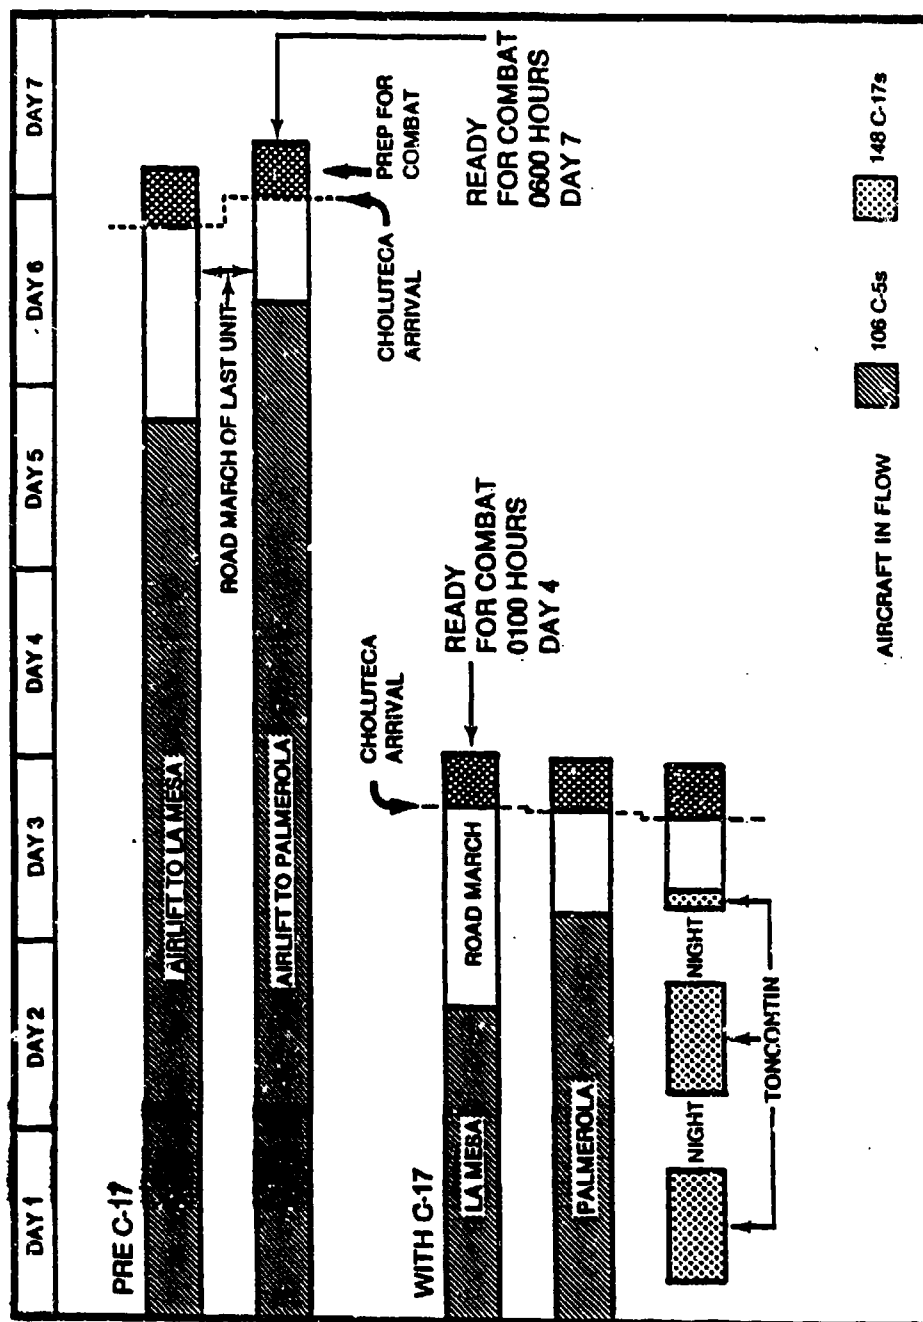 DAY 1
DAY 2
DAY 3
DAY 4
DAY 5
DAY 6
DAY 7
PRE C-17
AIRLIFT TO LA MESA
ROAD MARCH OF LAST UNIT
AIRLIFT TO PALMEROLA
PREP FOR
COMBAT
CHOLUTECA
ARRIVAL
READY
FOR COMBAT
0600 HOURS
DAY 7
WITH C-17
CHOLUTECA
ARRIVAL
LA MESA
ROAD MARCH
READY
FOR COMBAT
0100 HOURS
DAY 4
PALMEROLA
NIGHT
NIGHT
TONCOMTIN
AIRCRAFT IN FLOW
106 C-5s
148 C-17s